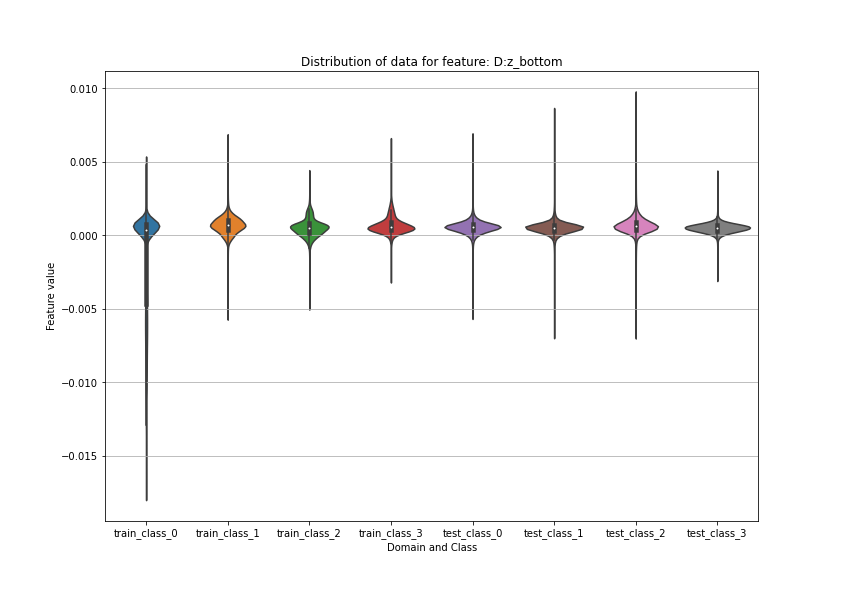 Distribution of data for feature: D:z_bottom
Feature value
0.010
0.005
0.000
−0.005
−0.010
−0.015
train_class_0 train_class_1 train_class_2 train_class_3 test_class_0 test_class_1 test_class_2 test_class_3
Domain and Class